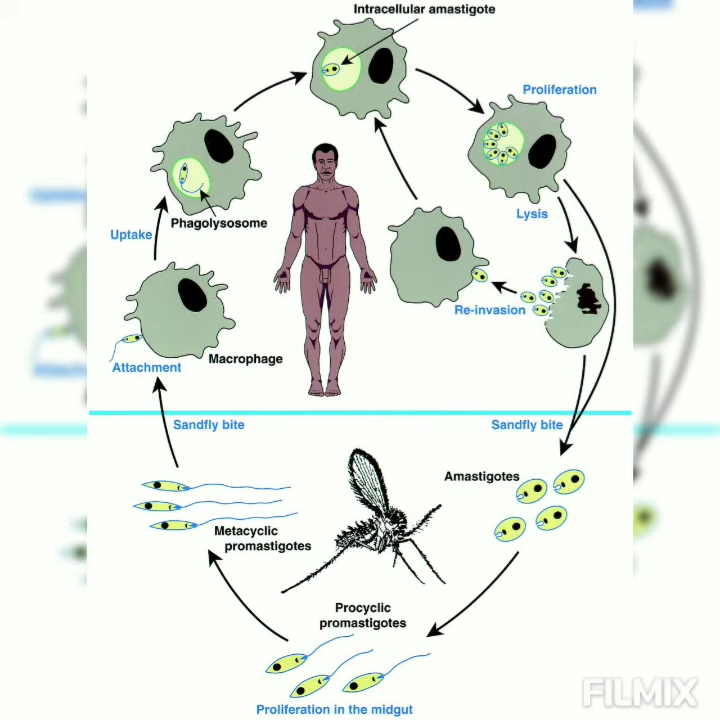 Intracellular amastigote
Proliferation
Phagolysosome
Uptake
Lysis
Re-invasion
Macrophage
Attachment
Sandfly bite
Sandfly bite
Amastigotes
Metacyclic
promastigotes
Procyclic
promastigotes
Proliferation in the midgut
FILMIX